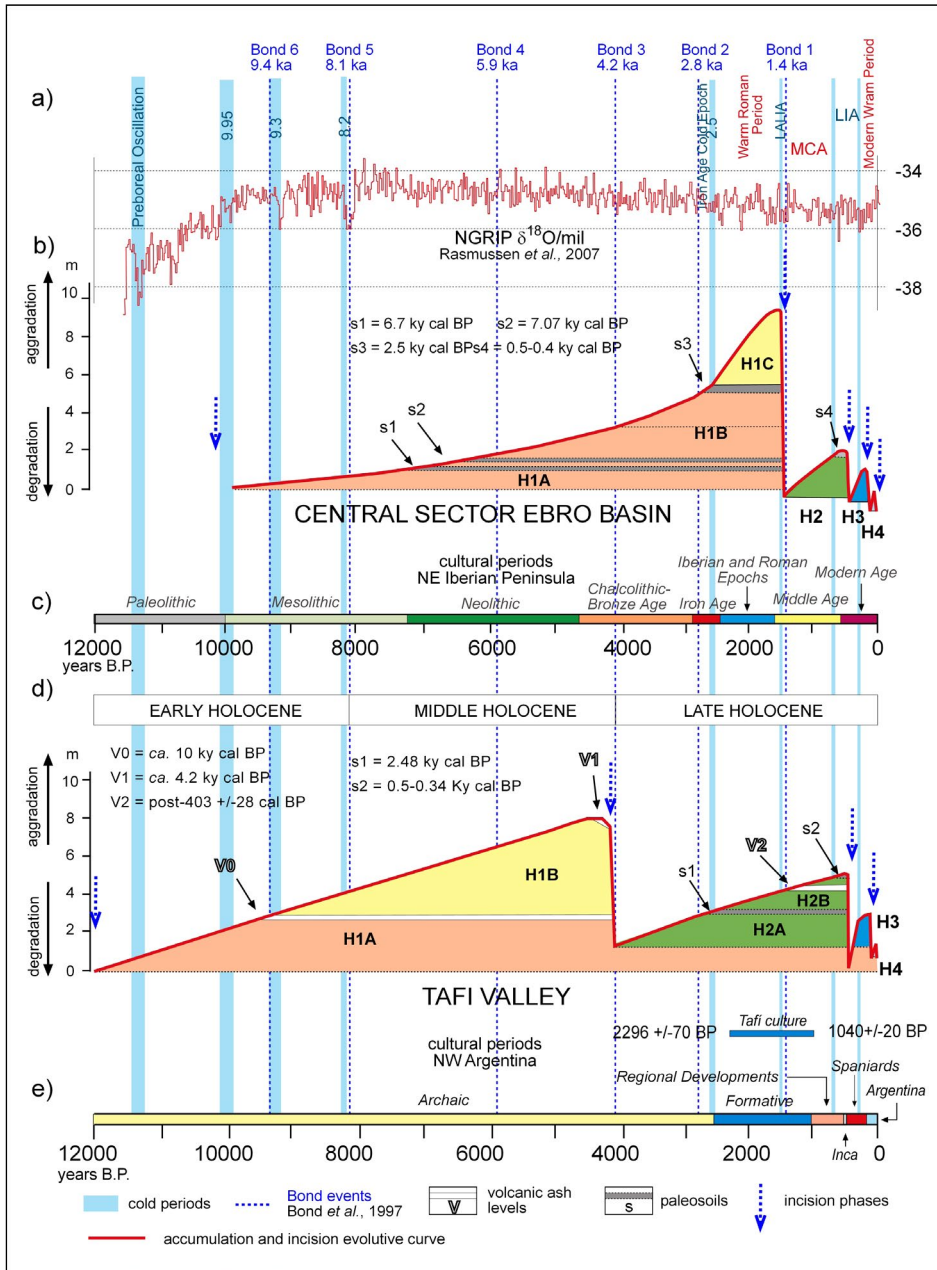 Bond 6 Bond 5 Bond 4 Bond 3 Bond 2 Bond 1
9.4 ka 8.1 ka 5.9 ka 4.2 ka 2.8 ka 1.4 ka
a)
Preboreal Oscillation
9.95
9.3
8.2
Iron Age Cold Epoch
2.5
Warm Roman
Period
LALIA
MCA
LIA
Modern Wram Period
-34
-36
-38
b)
NGRIP δ18O/mil
Rasmussen et al., 2007
m
10
8
6
4
2
0
aggradation
degradation
s1 = 6.7 ky cal BP s2 = 7.07 ky cal BP
s3 = 2.5 ky cal BPs4 = 0.5-0.4 ky cal BP
s1
s2
s3
s4
H1A
H1B
H1C
H2
H3
H4
CENTRAL SECTOR EBRO BASIN
cultural periods
NE Iberian Peninsula
c)
Paleolithic
Mesolithic
Neolithic
Chalcolithic-
Bronze Age
Iron Age
Iberian and Roman
Epochs
Middle Age
Modern Age
12000 10000 8000 6000 4000 2000 0
years B.P.
d)
EARLY HOLOCENE MIDDLE HOLOCENE LATE HOLOCENE
m
10
8
6
4
2
0
aggradation
degradation
V0 = ca. 10 ky cal BP
V1 = ca. 4.2 ky cal BP
V2 = post-403 +/-28 cal BP
s1 = 2.48 ky cal BP
s2 = 0.5-0.34 Ky cal BP
V0
V1
V2
s1
s2
H1A
H1B
H2A
H2B
H3
H4
TAFI VALLEY
cultural periods
NW Argentina
2296 +/-70 BP
Tafi culture
1040+/-20 BP
e)
Archaic
Formative
Regional Developments
Spaniards
Argentina
Inca
12000 10000 8000 6000 4000 2000 0
years B.P.
cold periods
Bond events
Bond et al., 1997
V
volcanic ash
levels
s
paleosoils
incision phases
accumulation and incision evolutive curve